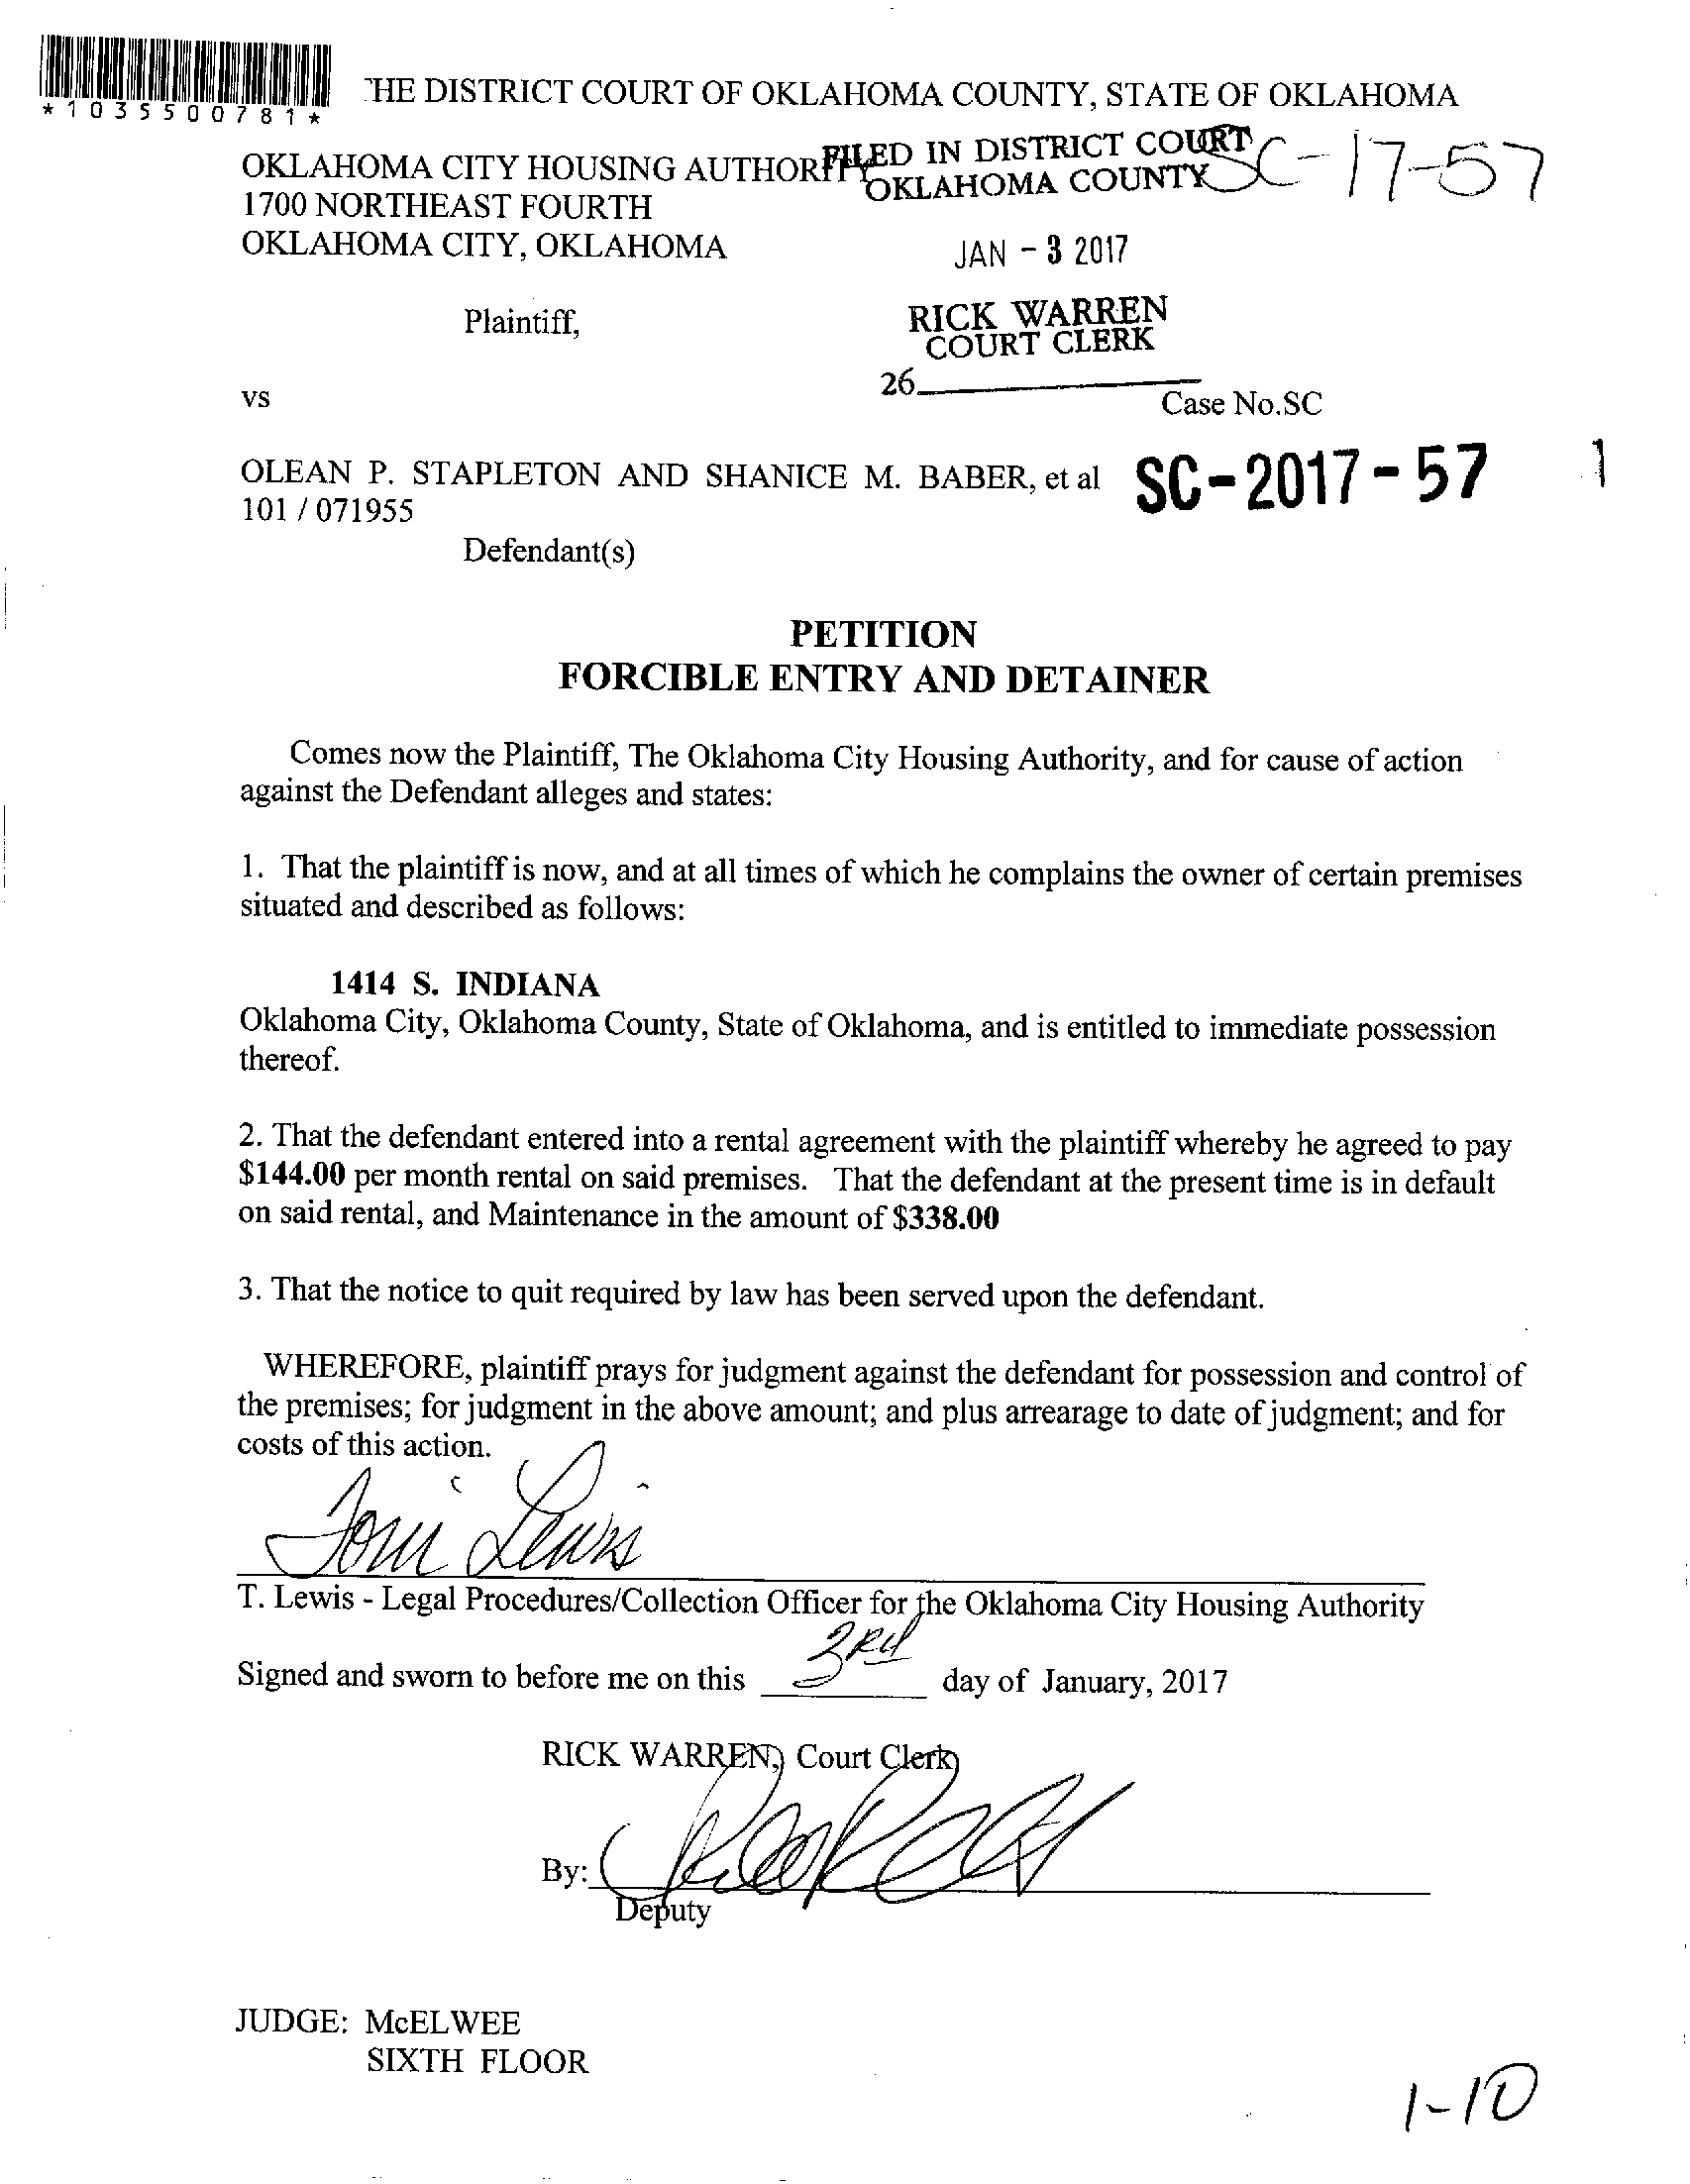 *1035500781*
THE DISTRICT COURT OF OKLAHOMA COUNTY, STATE OF OKLAHOMA
OKLAHOMA CITY HOUSING AUTHORITY
FILED IN DISTRICT COURT
OKLAHOMA COUNTY
SC-17-57
1700 NORTHEAST FOURTH
OKLAHOMA CITY, OKLAHOMA
JAN - 3 2017
Plaintiff,
RICK WARREN
COURT CLERK
26
vs
Case No.SC
OLEAN P. STAPLETON AND SHANICE M. BABER, et al
SC-2017-57
1
101 / 071955
Defendant(s)
PETITION
FORCIBLE ENTRY AND DETAINER
Comes now the Plaintiff, The Oklahoma City Housing Authority, and for cause of action
against the Defendant alleges and states:
1. That the plaintiff is now, and at all times of which he complains the owner of certain premises
situated and described as follows:
1414 S. INDIANA
Oklahoma City, Oklahoma County, State of Oklahoma, and is entitled to immediate possession
thereof.
2. That the defendant entered into a rental agreement with the plaintiff whereby he agreed to pay
$144.00 per month rental on said premises. That the defendant at the present time is in default
on said rental, and Maintenance in the amount of $338.00
3. That the notice to quit required by law has been served upon the defendant.
WHEREFORE, plaintiff prays for judgment against the defendant for possession and control of
the premises; for judgment in the above amount; and plus arrearage to date of judgment; and for
costs of this action.
Toni Lewis
T. Lewis - Legal Procedures/Collection Officer for the Oklahoma City Housing Authority
Signed and sworn to before me on this 3rd day of January, 2017
RICK WARREN, Court Clerk
By:
Deputy
JUDGE: McELWEE
SIXTH FLOOR
1-10